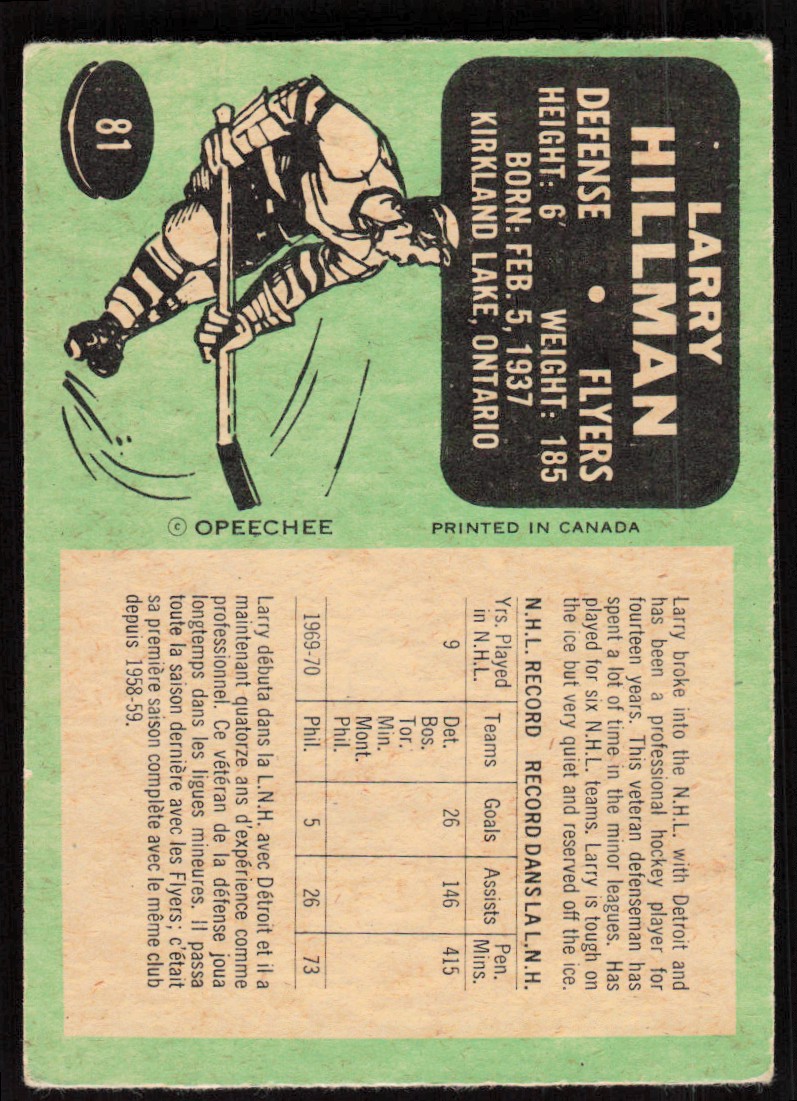 LARRY
HILLMAN
DEFENSE • FLYERS
HEIGHT: 6' WEIGHT: 185
BORN: FEB. 5, 1937
KIRKLAND LAKE, ONTARIO
81
PRINTED IN CANADA
© OPEECHEE
Larry broke into the N.H.L. with Detroit and
has been a professional hockey player for
fourteen years. This veteran defenseman has
spent a lot of time in the minor leagues. Has
played for six N.H.L. teams. Larry is tough on
the ice but very quiet and reserved off the ice.
N.H.L. RECORD RECORD DANS LA L.N.H.
Yrs. Played in N.H.L. Teams Goals Assists Pen. Mins.
9 Det. 26 146 415
Bos.
Tor.
Min.
Mont.
Phil.
1969-70 Phil. 5 26 73
Larry débuta dans la L.N.H. avec Détroit et il a
maintenant quatorze ans d'expérience comme
professionnel. Ce vétéran de la défense joua
longtemps dans les ligues mineures. Il passa
toute la saison dernière avec les Flyers; c'était
sa première saison complète avec le même club
depuis 1958-59.